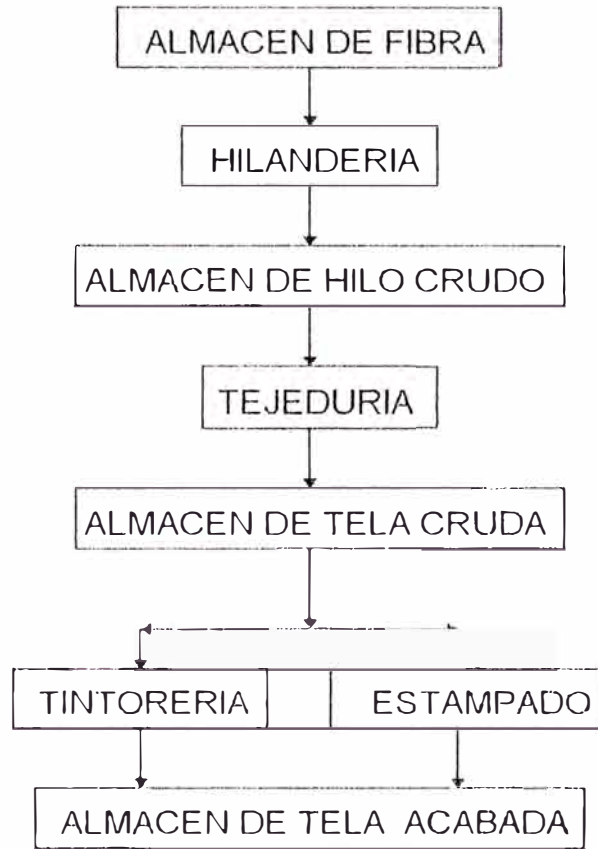 ALMACEN DE FIBRA
HILANDERIA
ALMACEN DE HILO CRUDO
TEJEDURIA
ALMACEN DE TELA CRUDA
TINTORERIA ESTAMPADO
ALMACEN DE TELA ACABADA